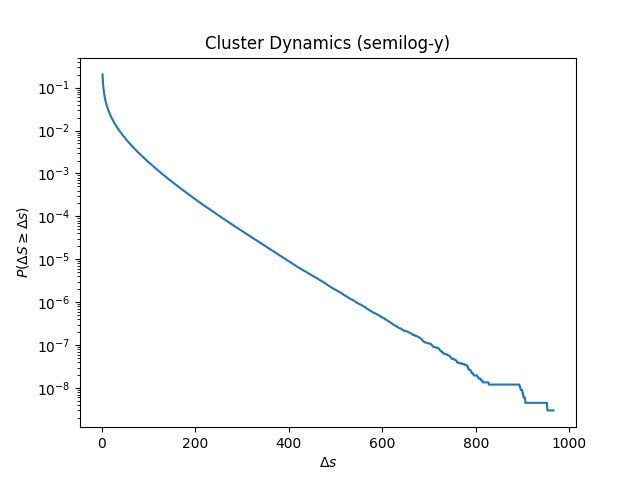 Cluster Dynamics (semilog-y)
10⁻¹
10⁻²
10⁻³
10⁻⁴
10⁻⁵
10⁻⁶
10⁻⁷
10⁻⁸
P(ΔS ≥ Δs)
0 200 400 600 800 1000
Δs